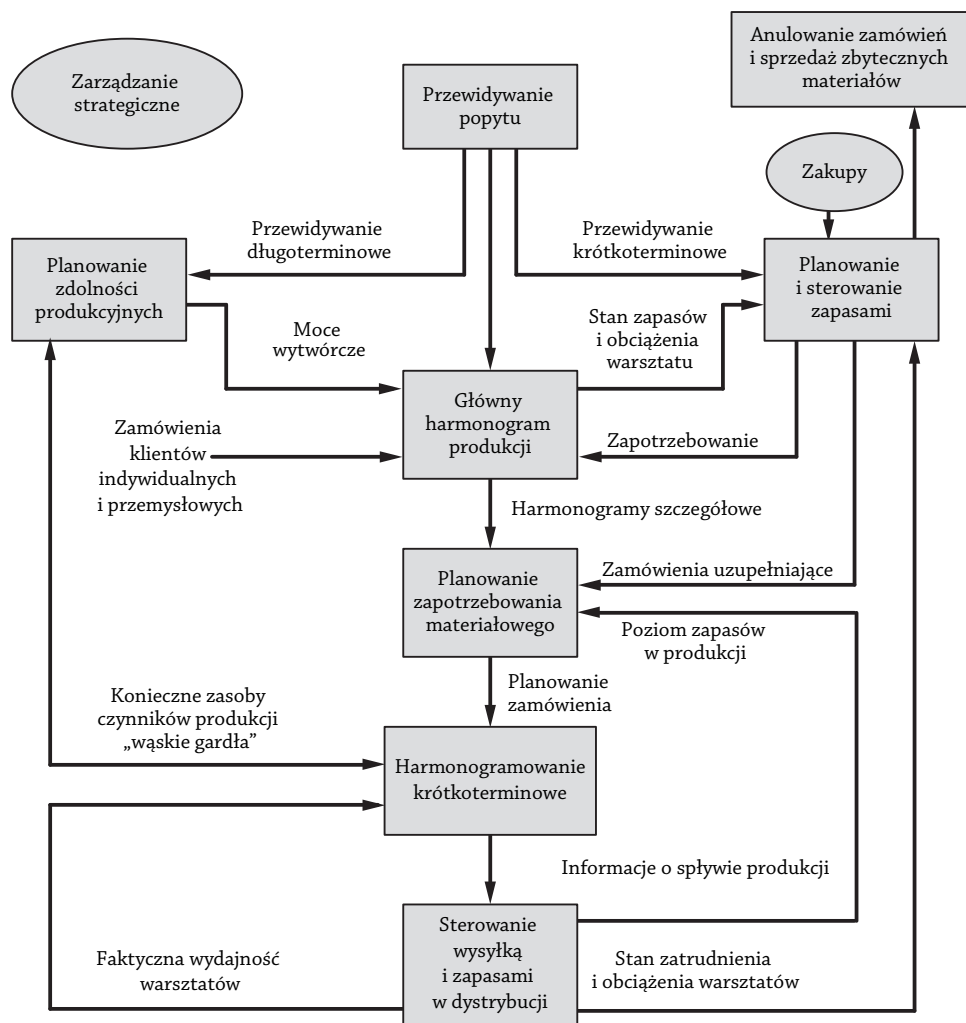 Zarządzanie
strategiczne
Przewidywanie
popytu
Anulowanie zamówień
i sprzedaż zbytecznych
materiałów
Zakupy
Przewidywanie
długoterminowe
Przewidywanie
krótkoterminowe
Planowanie
zdolności
produkcyjnych
Planowanie
i sterowanie
zapasami
Moce
wytwórcze
Stan zapasów
i obciążenia
warsztatu
Główny
harmonogram
produkcji
Zamówienia
klientów
indywidualnych
i przemysłowych
Zapotrzebowanie
Harmonogramy szczegółowe
Planowanie
zapotrzebowania
materiałowego
Zamówienia uzupełniające
Poziom zapasów
w produkcji
Planowanie
zamówienia
Konieczne zasoby
czynników produkcji
„wąskie gardła”
Harmonogramowanie
krótkoterminowe
Informacje o spływie produkcji
Sterowanie
wysyłką
i zapasami
w dystrybucji
Faktyczna wydajność
warsztatów
Stan zatrudnienia
i obciążenia warsztatów